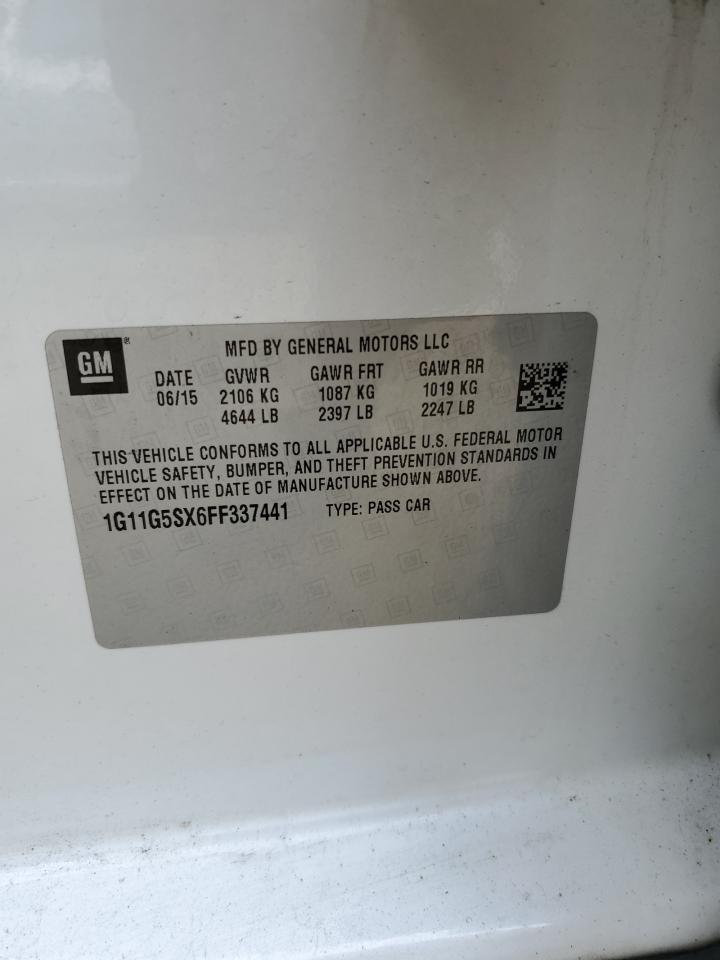 GM®
MFD BY GENERAL MOTORS LLC
DATE GVWR GAWR FRT GAWR RR
06/15 2106 KG 1087 KG 1019 KG
4644 LB 2397 LB 2247 LB
THIS VEHICLE CONFORMS TO ALL APPLICABLE U.S. FEDERAL MOTOR
VEHICLE SAFETY, BUMPER, AND THEFT PREVENTION STANDARDS IN
EFFECT ON THE DATE OF MANUFACTURE SHOWN ABOVE.
1G11G5SX6FF337441 TYPE: PASS CAR